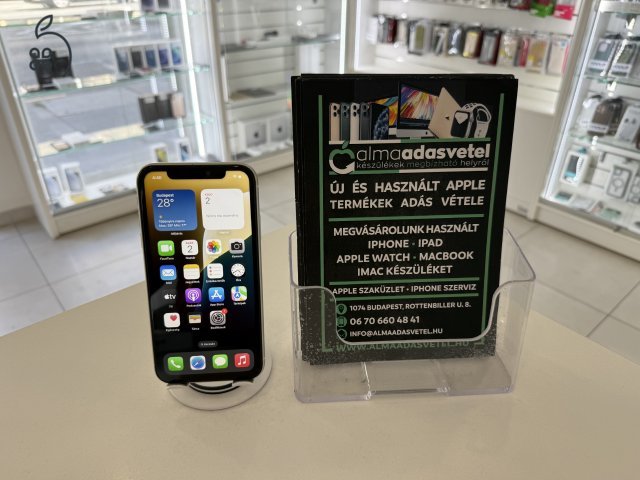 almaadasvetel
készülékek megbízható helyről
ÚJ ÉS HASZNÁLT APPLE
TERMÉKEK ADÁS VÉTELE
MEGVÁSÁROLUNK HASZNÁLT
IPHONE - IPAD
APPLE WATCH - MACBOOK
IMAC KÉSZÜLÉKET
APPLE SZAKÜZLET - IPHONE SZERVIZ
1074 BUDAPEST, ROTTENBILLER U. 8.
06 70 660 48 41
INFO@ALMAADASVETEL.HU
WWW.ALMAADASVETEL.HU
Budapest
28°
2
tv